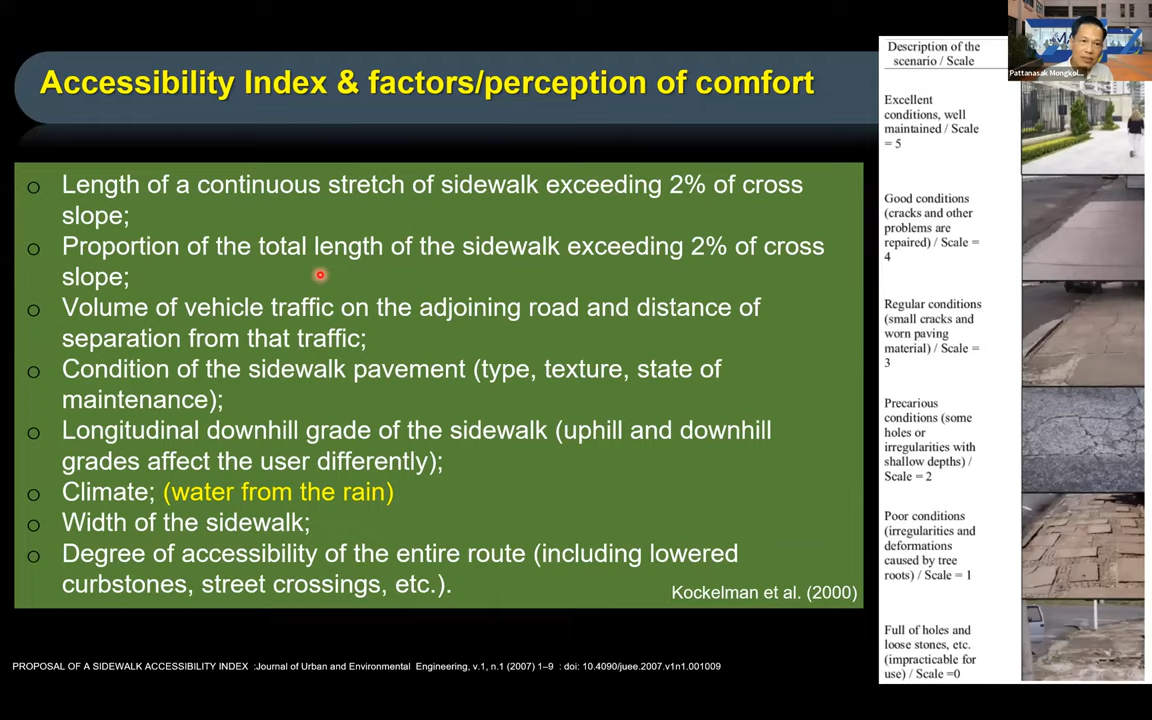 Accessibility Index & factors/perception of comfort
o Length of a continuous stretch of sidewalk exceeding 2% of cross
slope;
o Proportion of the total length of the sidewalk exceeding 2% of cross
slope;
o Volume of vehicle traffic on the adjoining road and distance of
separation from that traffic;
o Condition of the sidewalk pavement (type, texture, state of
maintenance);
o Longitudinal downhill grade of the sidewalk (uphill and downhill
grades affect the user differently);
o Climate; (water from the rain)
o Width of the sidewalk;
o Degree of accessibility of the entire route (including lowered
curbstones, street crossings, etc.).
Kockelman et al. (2000)
PROPOSAL OF A SIDEWALK ACCESSIBILITY INDEX :Journal of Urban and Environmental Engineering, v.1, n.1 (2007) 1–9 : doi: 10.4090/juee.2007.v1n1.001009
Description of the
scenario / Scale
Excellent
conditions, well
maintained / Scale
= 5
Good conditions
(cracks and other
problems are
repaired) / Scale =
4
Regular conditions
(small cracks and
worn paving
material) / Scale =
3
Precarious
conditions (some
holes or
irregularities with
shallow depths) /
Scale = 2
Poor conditions
(irregularities and
deformations
caused by tree
roots) / Scale = 1
Full of holes and
loose stones, etc.
(impracticable for
use) / Scale =0
Pattanasak Mongkol...